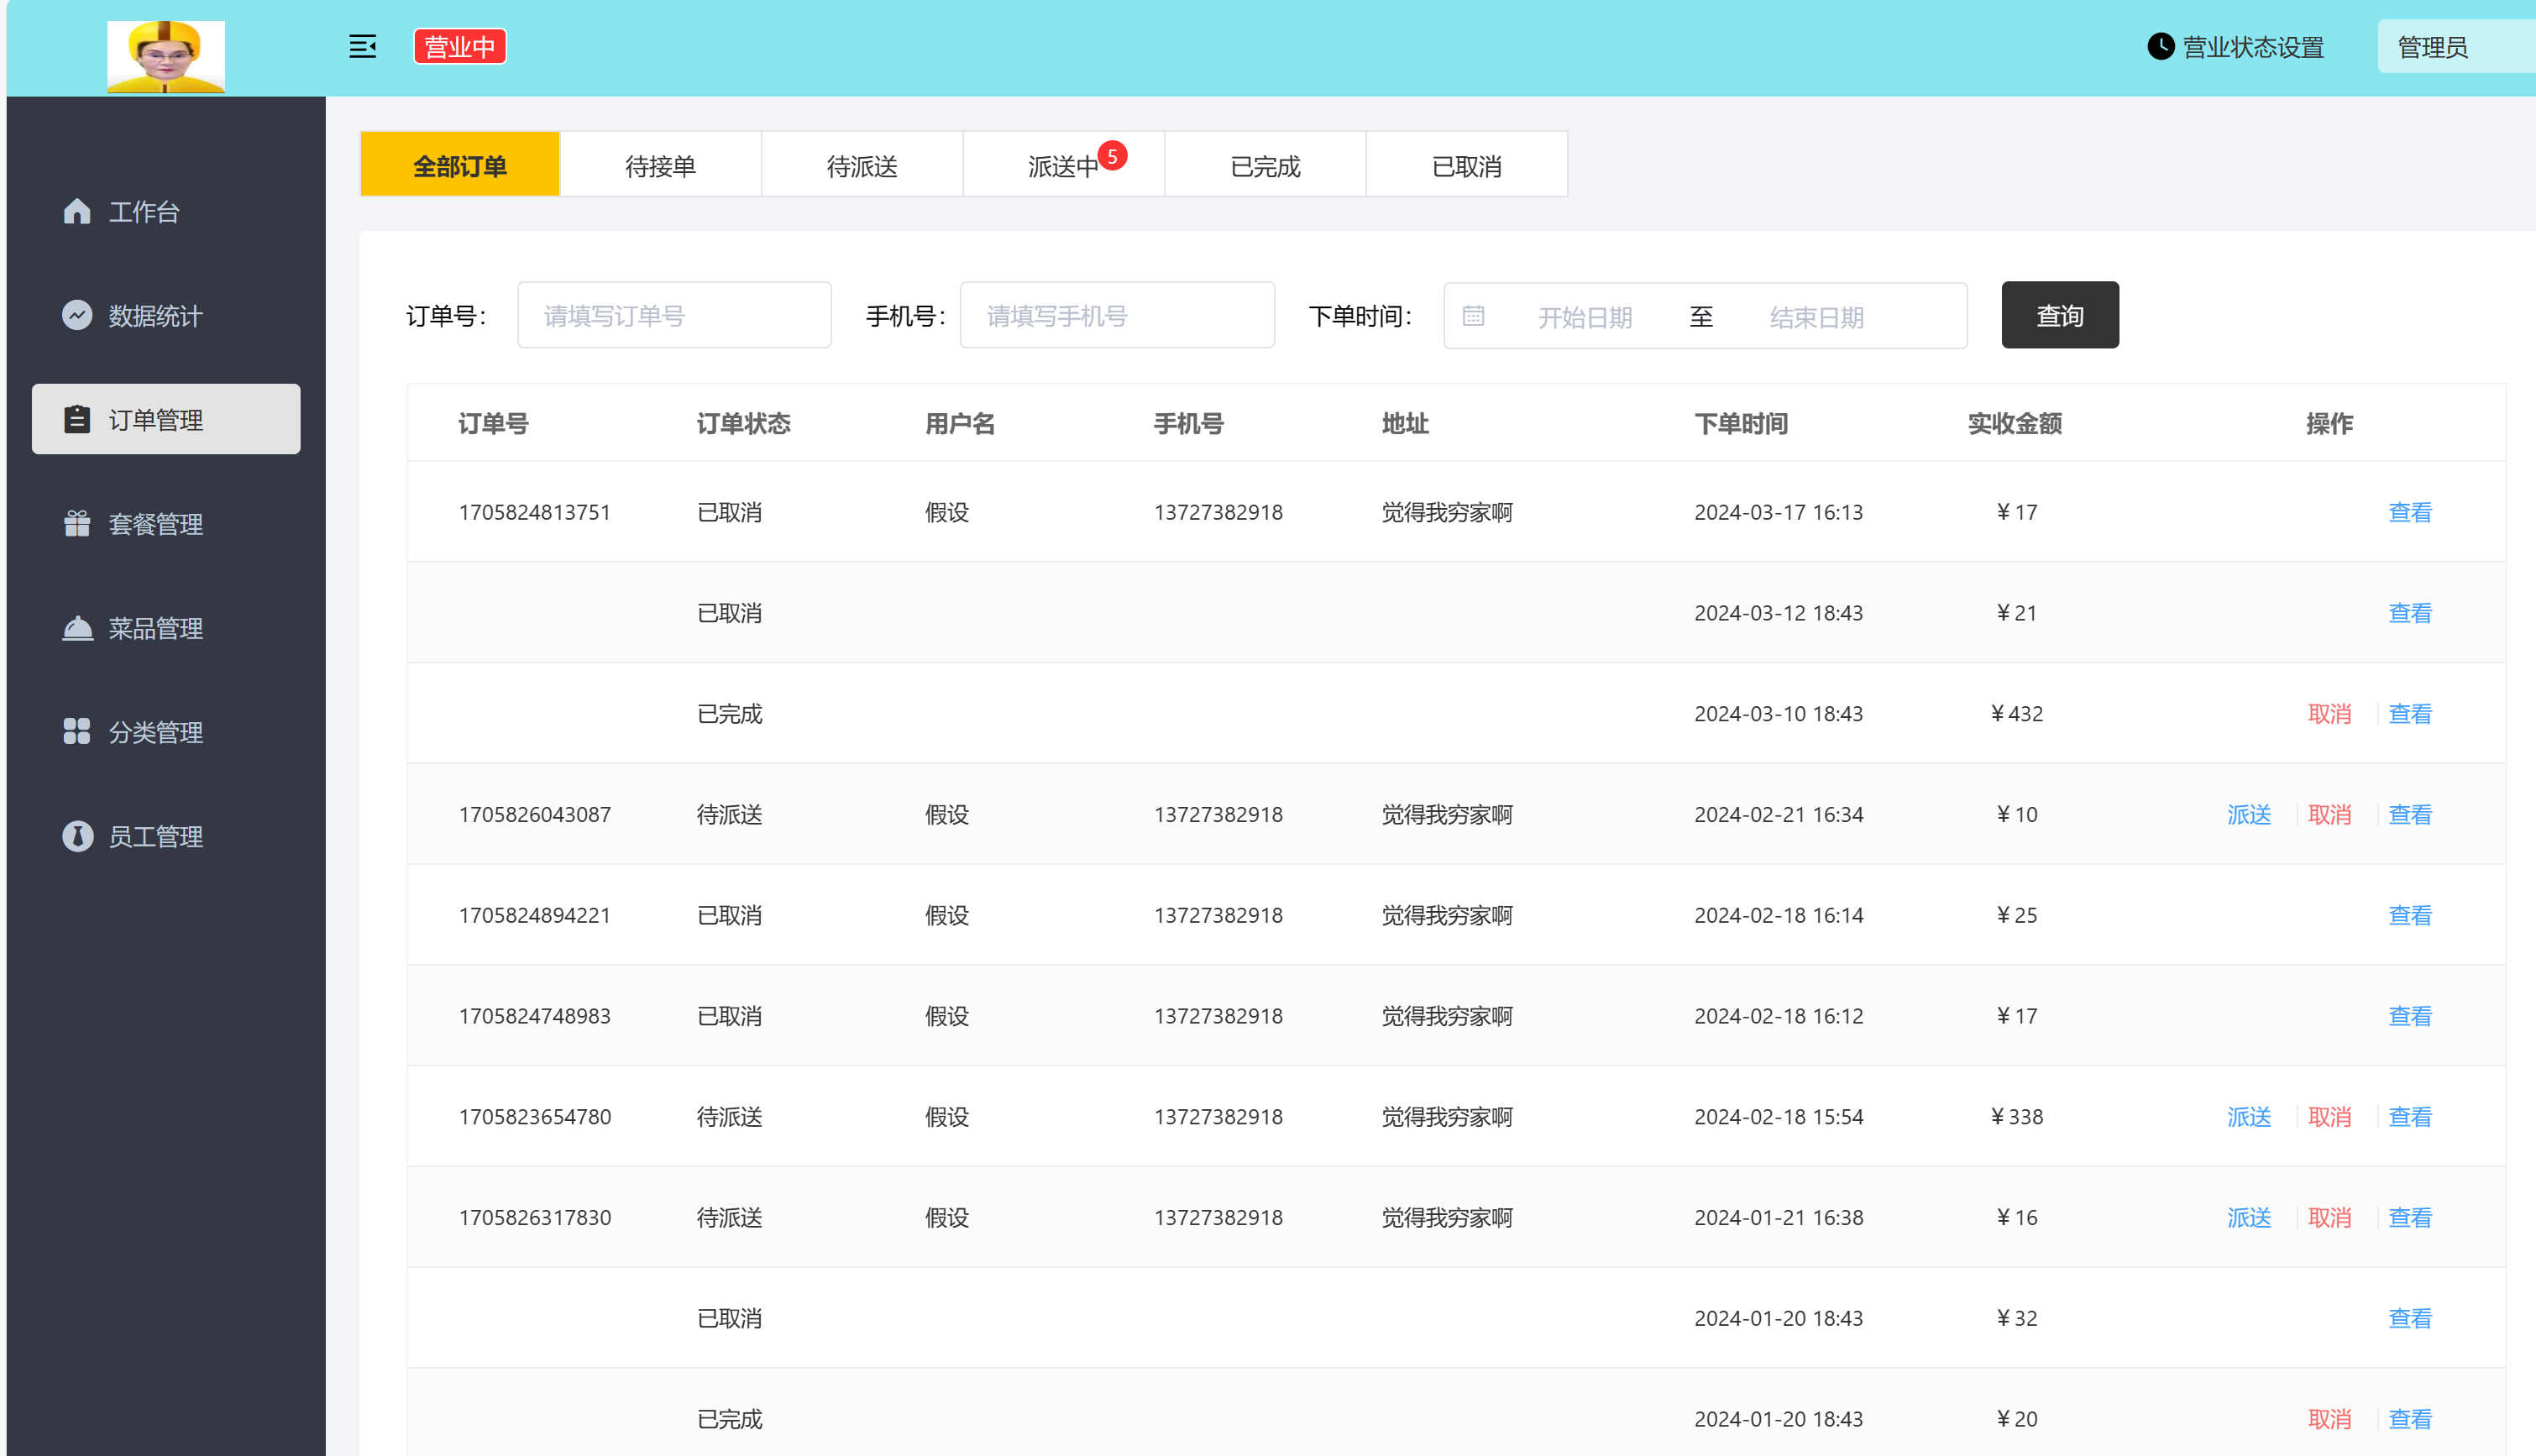 营业中 营业状态设置 管理员
全部订单 待接单 待派送 派送中 5 已完成 已取消
工作台
数据统计
订单管理
套餐管理
菜品管理
分类管理
员工管理
订单号: 请填写订单号 手机号: 请填写手机号 下单时间: 开始日期 至 结束日期 查询
订单号 订单状态 用户名 手机号 地址 下单时间 实收金额 操作
1705824813751 已取消 假设 13727382918 觉得我穷家啊 2024-03-17 16:13 ¥17 查看
已取消 2024-03-12 18:43 ¥21 查看
已完成 2024-03-10 18:43 ¥432 取消 查看
1705826043087 待派送 假设 13727382918 觉得我穷家啊 2024-02-21 16:34 ¥10 派送 取消 查看
1705824894221 已取消 假设 13727382918 觉得我穷家啊 2024-02-18 16:14 ¥25 查看
1705824748983 已取消 假设 13727382918 觉得我穷家啊 2024-02-18 16:12 ¥17 查看
1705823654780 待派送 假设 13727382918 觉得我穷家啊 2024-02-18 15:54 ¥338 派送 取消 查看
1705826317830 待派送 假设 13727382918 觉得我穷家啊 2024-01-21 16:38 ¥16 派送 取消 查看
已取消 2024-01-20 18:43 ¥32 查看
已完成 2024-01-20 18:43 ¥20 取消 查看